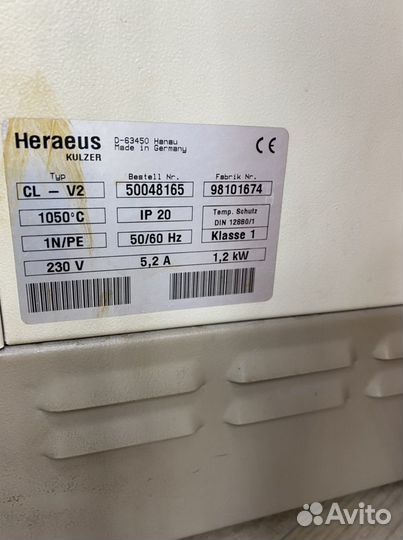 Heraeus
KULZER
D-63450 Hanau
Made in Germany
CE
Typ Bestell Nr. Fabrik Nr.
CL - V2 50048165 98101674
1050°C IP 20 Temp. Schutz
DIN 12880/1
1N/PE 50/60 Hz Klasse 1
230 V 5,2 A 1,2 kW
Avito